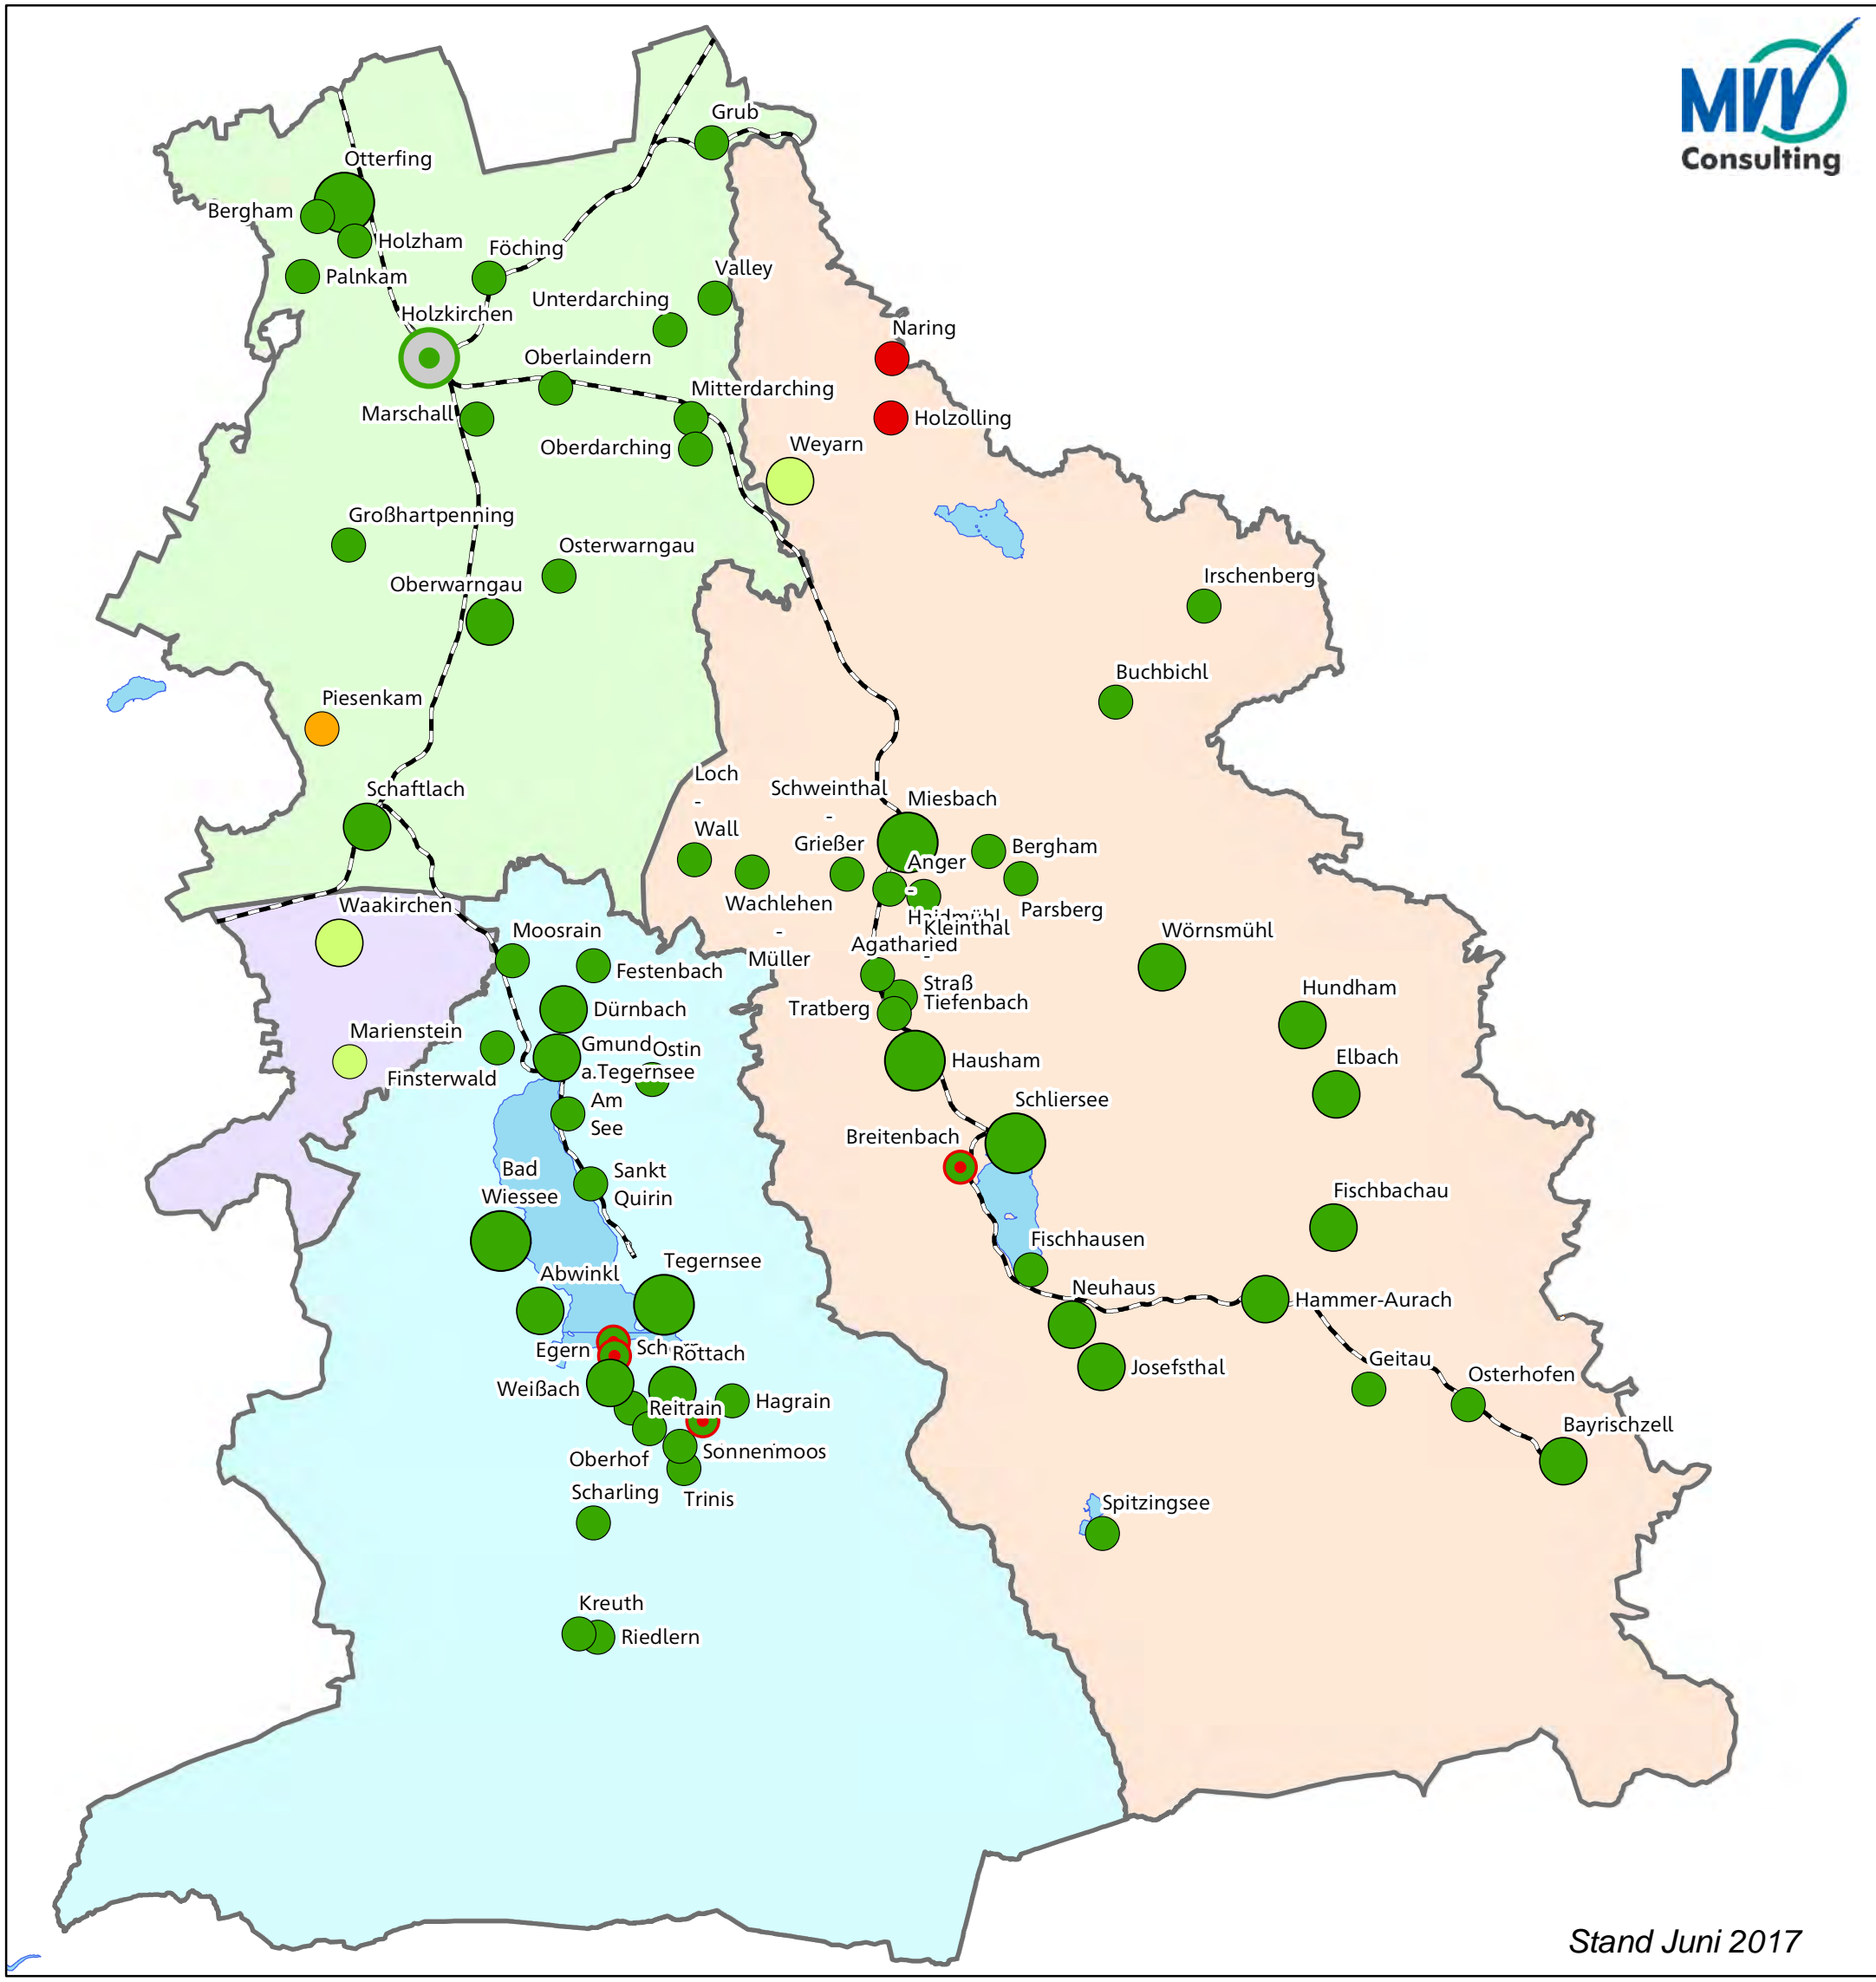 MVV
Consulting
Grub
Otterfing
Bergham
Holzham
Föching
Palnkam
Valley
Unterdarching
Holzkirchen
Naring
Oberlaindern
Mitterdarching
Marschall
Holzolling
Oberdarching
Weyarn
Großhartpenning
Osterwarngau
Oberwarngau
Irschenberg
Buchbichl
Piesenkam
Schaftlach
Loch
-
Wall
Schweinthal
-
Grießer
Miesbach
Bergham
Anger
-
Haidmühl
Parsberg
Wachlehen
-
Müller
Kleinthal
-
Straß
Waakirchen
Moosrain
Agatharied
Wörnsmühl
Festenbach
Hundham
Dürnbach
Tratberg
Tiefenbach
Marienstein
Gmund
a.Tegernsee
Ostin
Finsterwald
Hausham
Elbach
Am
See
Schliersee
Breitenbach
Bad
Wiessee
Sankt
Quirin
Fischbachau
Fischhausen
Tegernsee
Abwinkl
Neuhaus
Hammer-Aurach
Egern
Rottach
Josefsthal
Geitau
Osterhofen
Weißach
Reitrain
Hagrain
Bayrischzell
Oberhof
Sonnenmoos
Scharling
Trinis
Spitzingsee
Kreuth
Riedlern
Stand Juni 2017